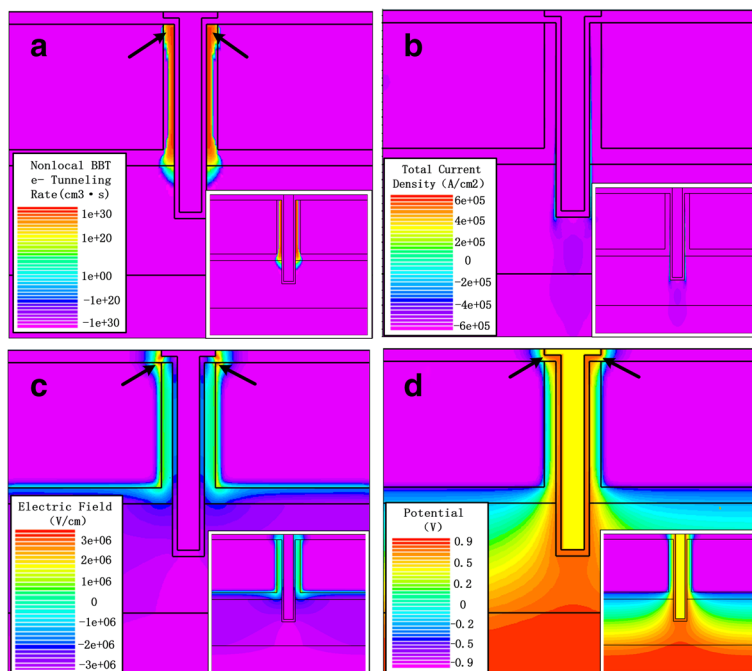 a
Nonlocal BBT
e- Tunneling
Rate(cm3·s)
1e+30
1e+20
1e+00
-1e+20
-1e+30
b
Total Current
Density (A/cm2)
6e+05
4e+05
2e+05
0
-2e+05
-4e+05
-6e+05
c
Electric Field
(V/cm)
3e+06
2e+06
1e+06
0
-1e+06
-2e+06
-3e+06
d
Potential
(V)
0.9
0.5
0.2
0
-0.2
-0.5
-0.9